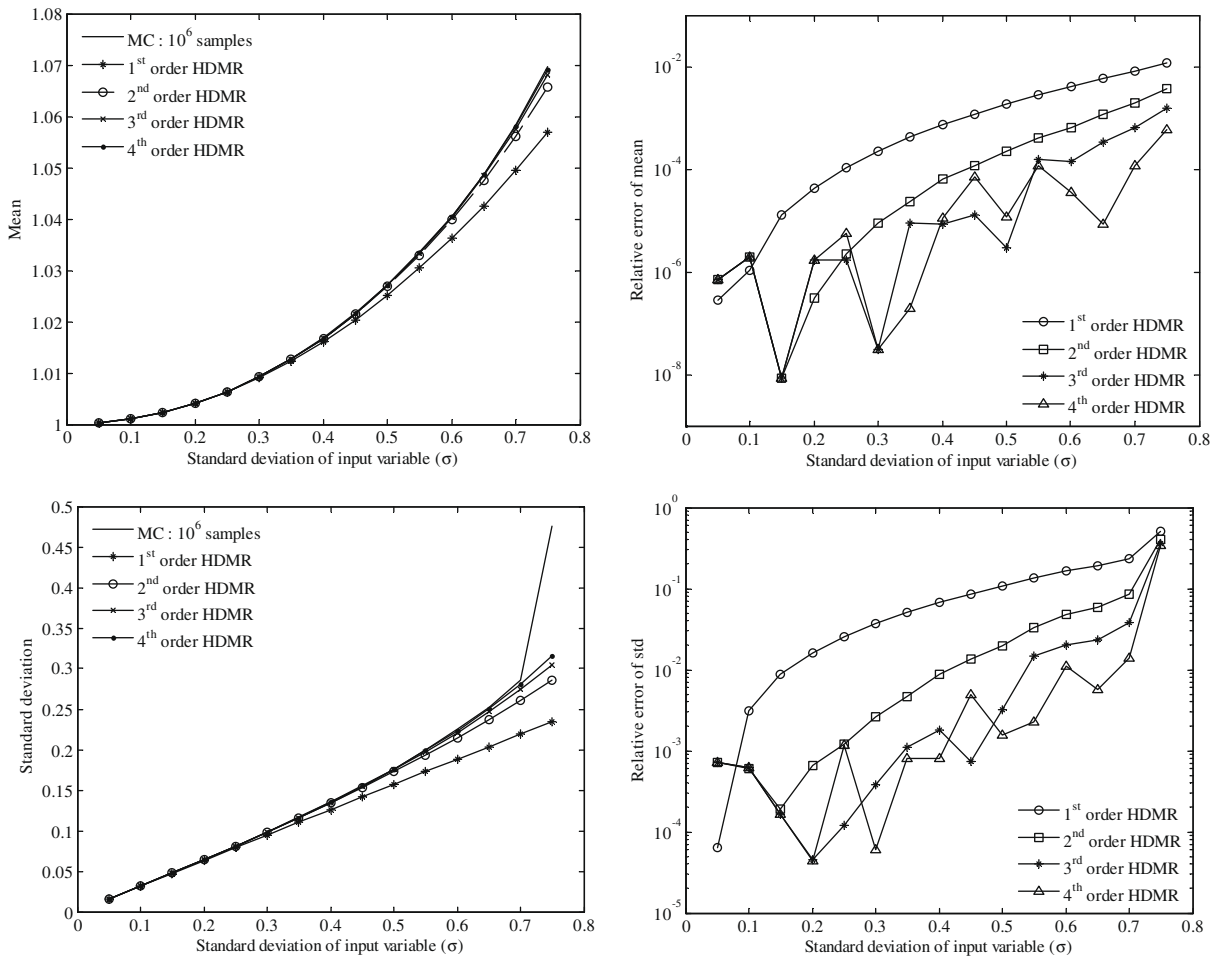 1.08
1.07
1.06
1.05
1.04
1.03
1.02
1.01
1
Mean
MC : 10^6 samples
1^st order HDMR
2^nd order HDMR
3^rd order HDMR
4^th order HDMR
0 0.1 0.2 0.3 0.4 0.5 0.6 0.7 0.8
Standard deviation of input variable (σ)
10^-2
10^-4
10^-6
10^-8
Relative error of mean
1^st order HDMR
2^nd order HDMR
3^rd order HDMR
4^th order HDMR
0 0.1 0.2 0.3 0.4 0.5 0.6 0.7 0.8
Standard deviation of input variable (σ)
0.5
0.45
0.4
0.35
0.3
0.25
0.2
0.15
0.1
0.05
0
Standard deviation
MC : 10^6 samples
1^st order HDMR
2^nd order HDMR
3^rd order HDMR
4^th order HDMR
0 0.1 0.2 0.3 0.4 0.5 0.6 0.7 0.8
Standard deviation of input variable (σ)
10^0
10^-1
10^-2
10^-3
10^-4
10^-5
Relative error of std
1^st order HDMR
2^nd order HDMR
3^rd order HDMR
4^th order HDMR
0 0.1 0.2 0.3 0.4 0.5 0.6 0.7 0.8
Standard deviation of input variable (σ)